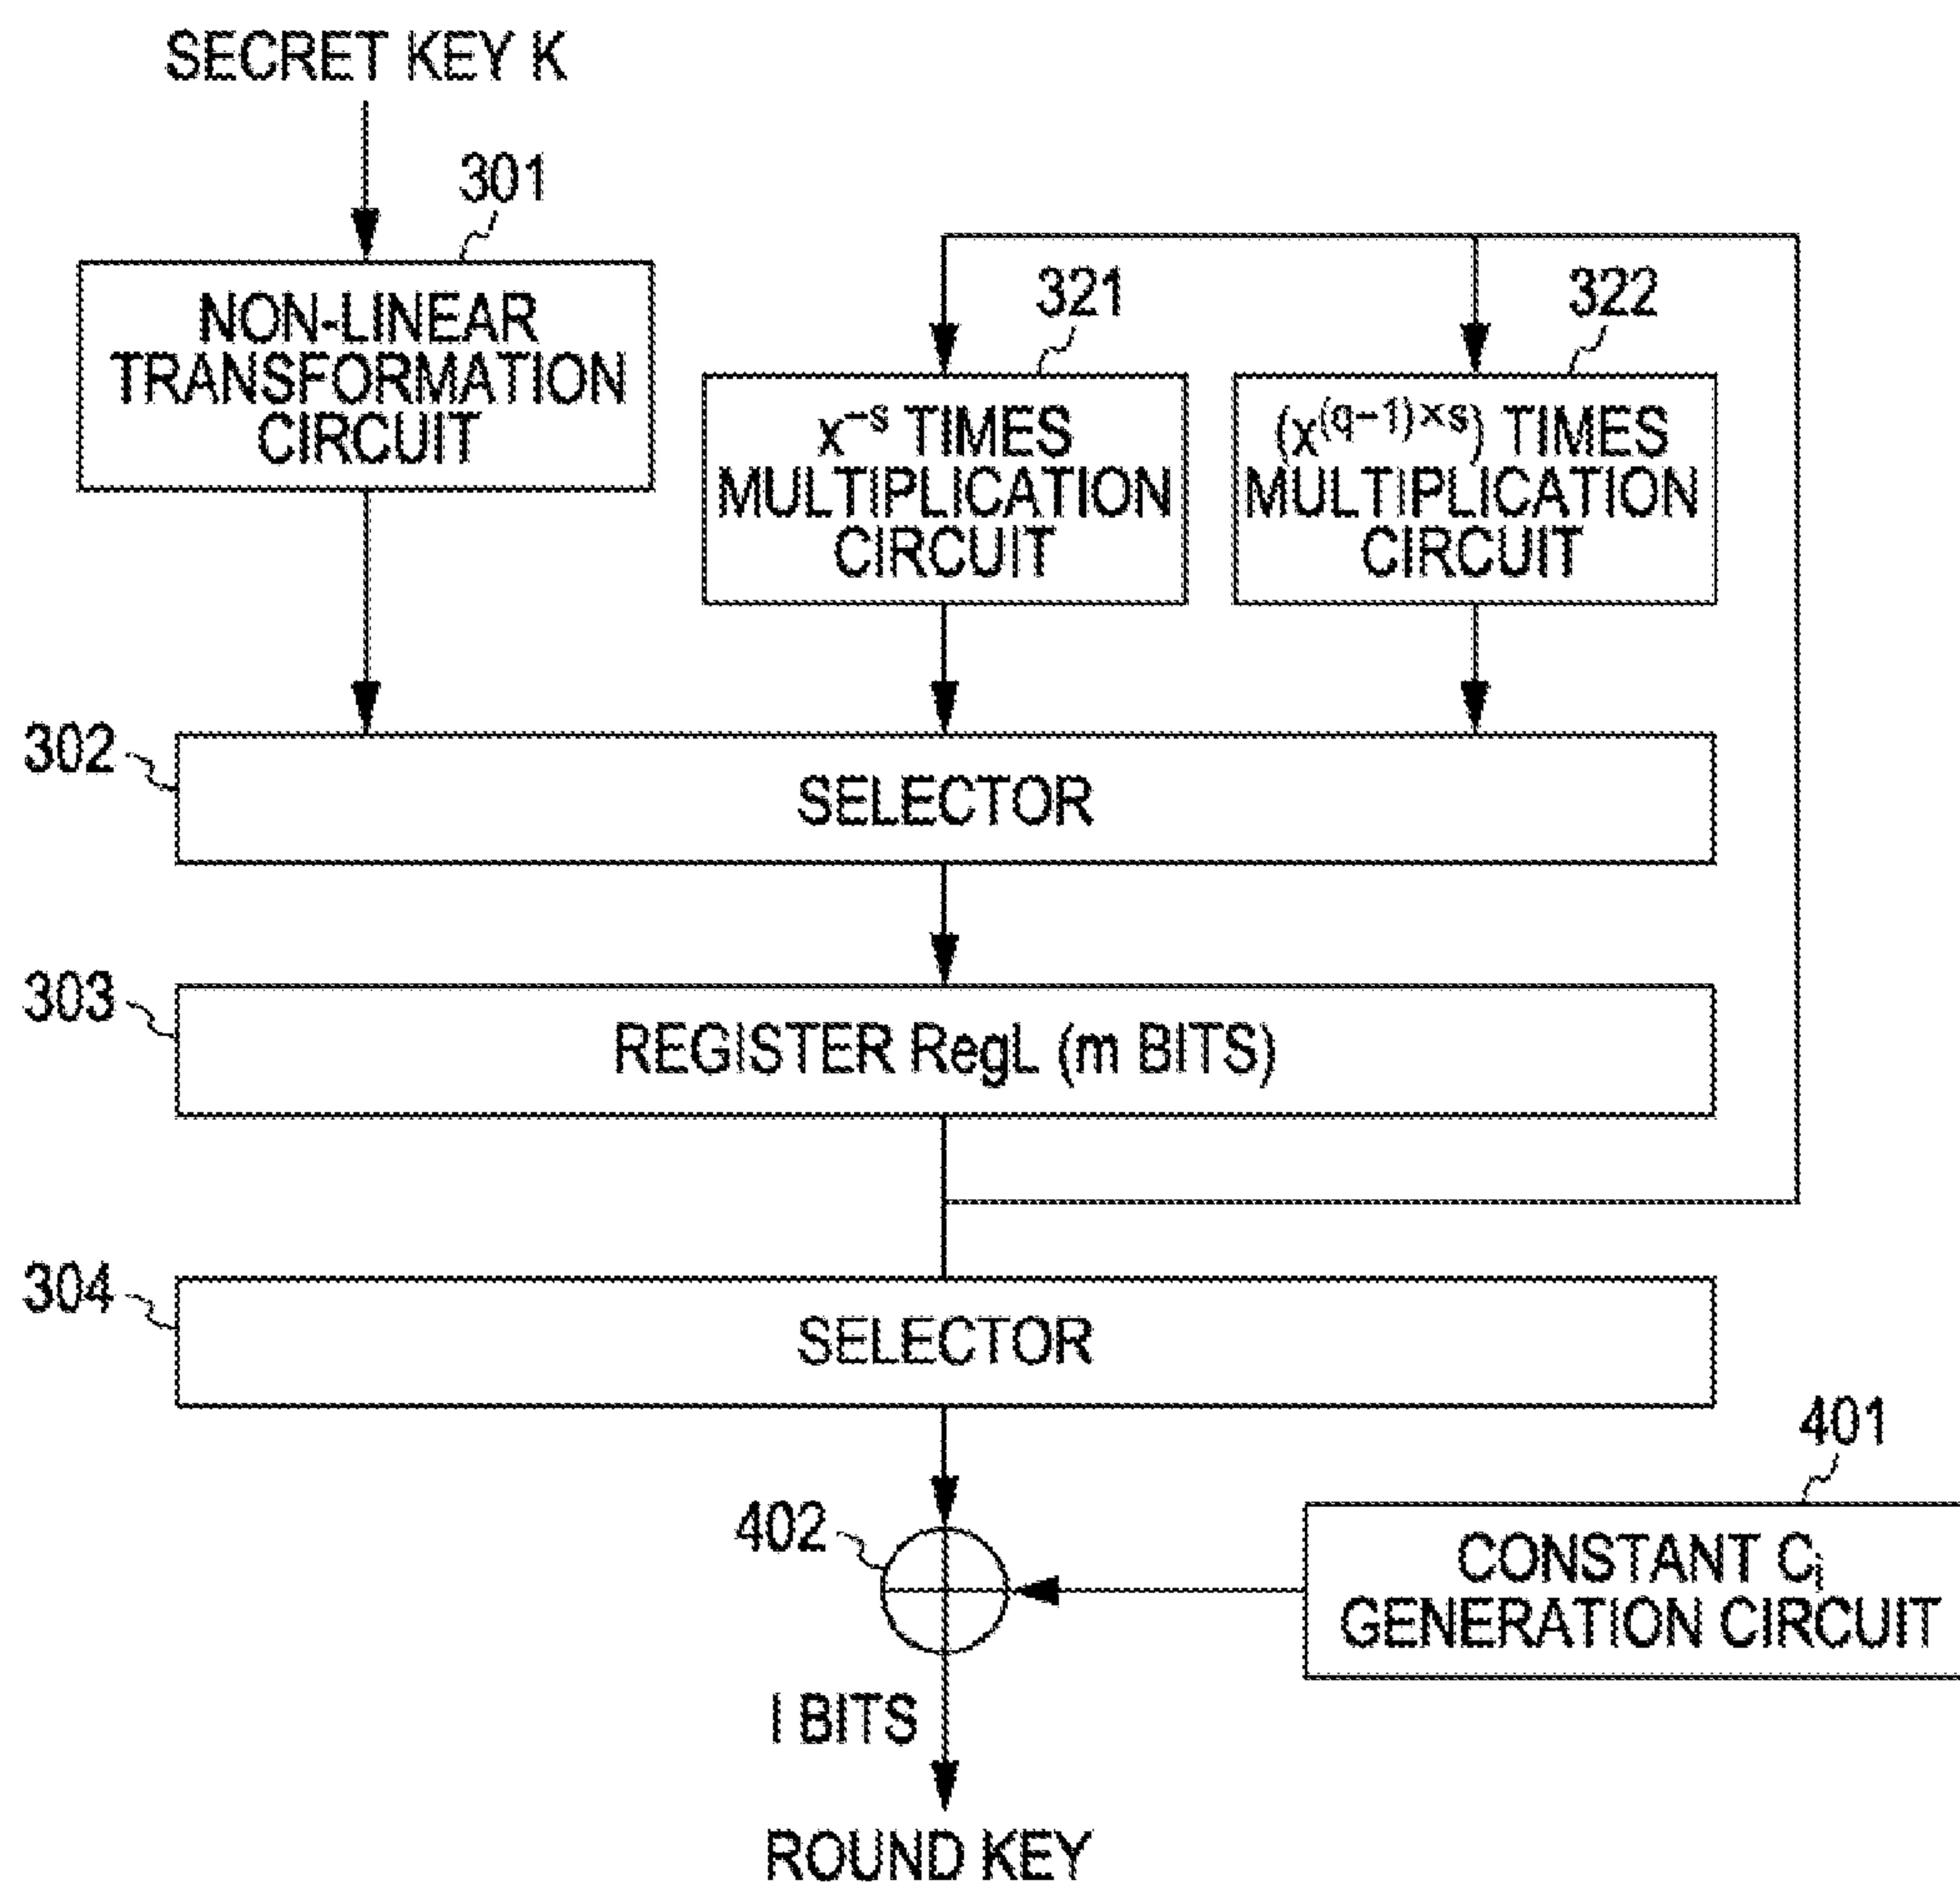 SECRET KEY K
301
NON-LINEAR
TRANSFORMATION
CIRCUIT
321
x⁻ˢ TIMES
MULTIPLICATION
CIRCUIT
322
(x^(q-1)×s) TIMES
MULTIPLICATION
CIRCUIT
302
SELECTOR
303
REGISTER RegL (m BITS)
304
SELECTOR
401
402
CONSTANT Cᵢ
GENERATION CIRCUIT
l BITS
ROUND KEY